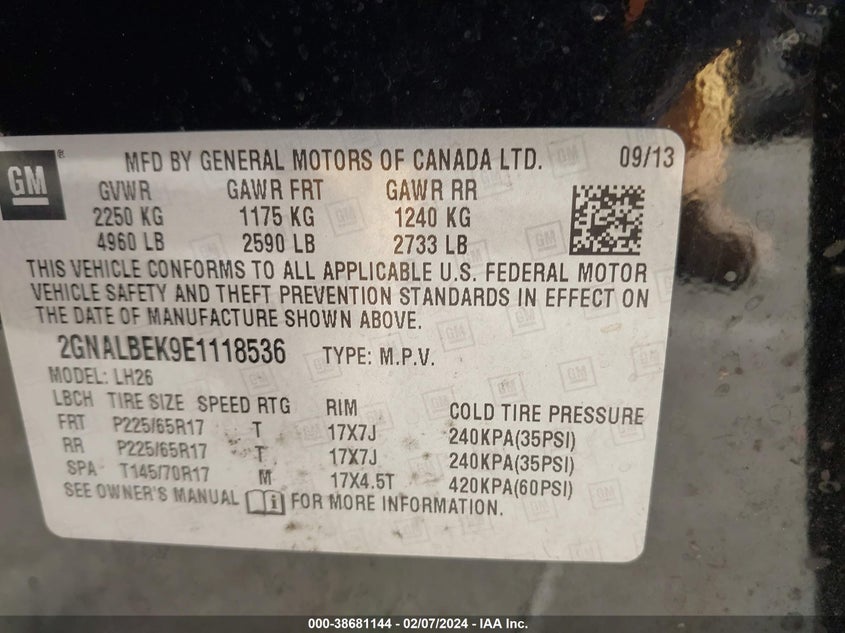 GM ® MFD BY GENERAL MOTORS OF CANADA LTD. 09/13
GVWR GAWR FRT GAWR RR
2250 KG 1175 KG 1240 KG
4960 LB 2590 LB 2733 LB
THIS VEHICLE CONFORMS TO ALL APPLICABLE U.S. FEDERAL MOTOR
VEHICLE SAFETY AND THEFT PREVENTION STANDARDS IN EFFECT ON
THE DATE OF MANUFACTURE SHOWN ABOVE.
2GNALBEK9E1118536 TYPE: M.P.V.
MODEL: LH26
LBCH TIRE SIZE SPEED RTG RIM COLD TIRE PRESSURE
FRT P225/65R17 T 17X7J 240KPA(35PSI)
RR P225/65R17 T 17X7J 240KPA(35PSI)
SPA T145/70R17 M 17X4.5T 420KPA(60PSI)
SEE OWNER'S MANUAL FOR MORE INFORMATION.
000-38681144 - 02/07/2024 - IAA Inc.